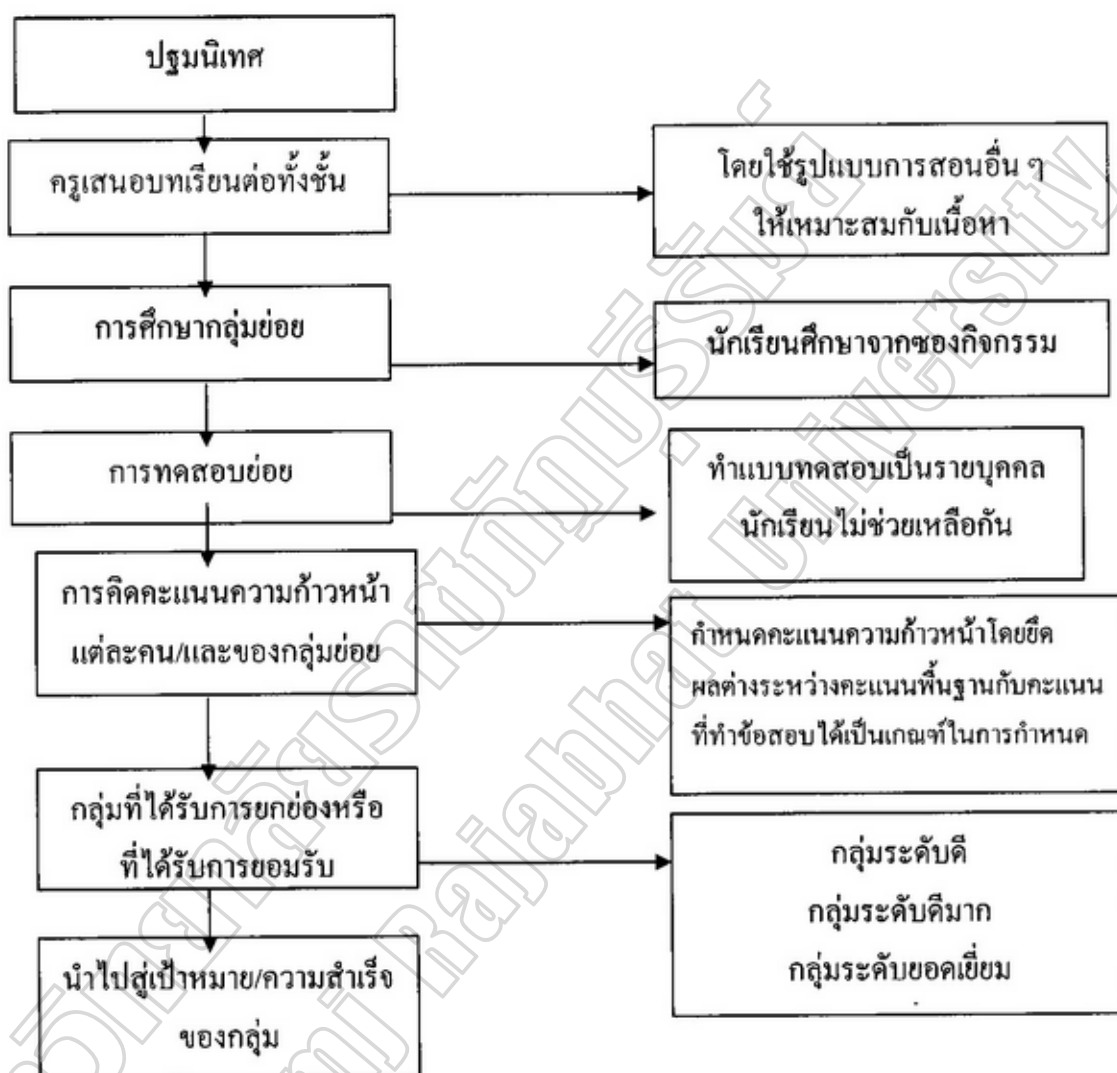 ปฐมนิเทศ
ครูเสนอบทเรียนต่อทั้งชั้น
โดยใช้รูปแบบการสอนอื่น ๆ
ให้เหมาะสมกับเนื้อหา
การศึกษากลุ่มย่อย
นักเรียนศึกษาจากซองกิจกรรม
การทดสอบย่อย
ทำแบบทดสอบเป็นรายบุคคล
นักเรียนไม่ช่วยเหลือกัน
การคิดคะแนนความก้าวหน้า
แต่ละคน/และของกลุ่มย่อย
กำหนดคะแนนความก้าวหน้าโดยยึด
ผลต่างระหว่างคะแนนพื้นฐานกับคะแนน
ที่ทำข้อสอบได้เป็นเกณฑ์ในการกำหนด
กลุ่มที่ได้รับการยกย่องหรือ
ที่ได้รับการยอมรับ
กลุ่มระดับดี
กลุ่มระดับดีมาก
กลุ่มระดับยอดเยี่ยม
นำไปสู่เป้าหมาย/ความสำเร็จ
ของกลุ่ม
Rajabhat University